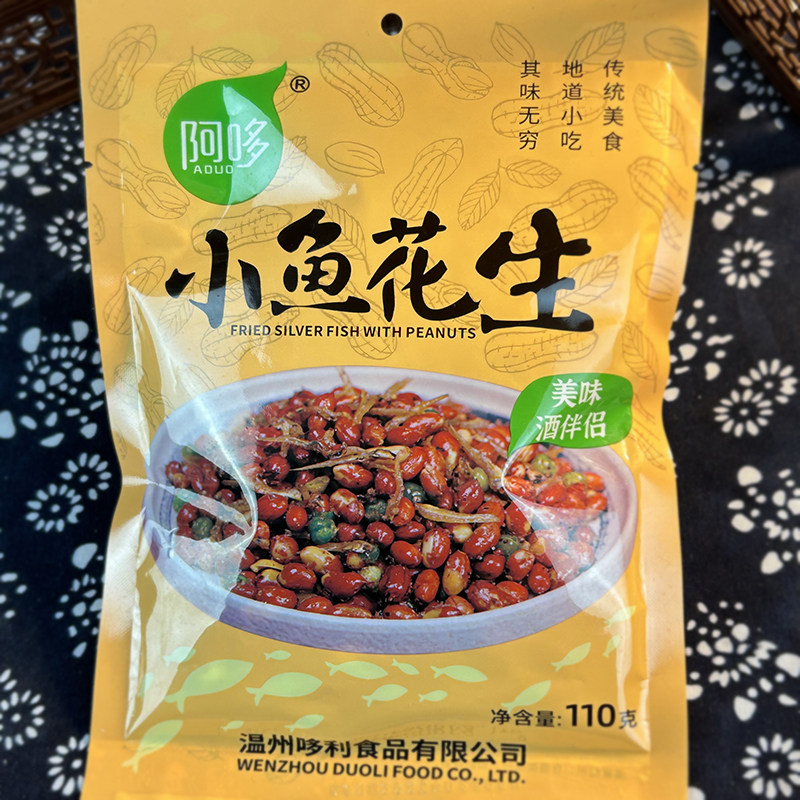 阿哆
ADUO
®
传统美食
地道小吃
其味无穷
小鱼花生
FRIED SILVER FISH WITH PEANUTS
美味
酒伴侣
净含量:110克
温州哆利食品有限公司
WENZHOU DUOLI FOOD CO., LTD.